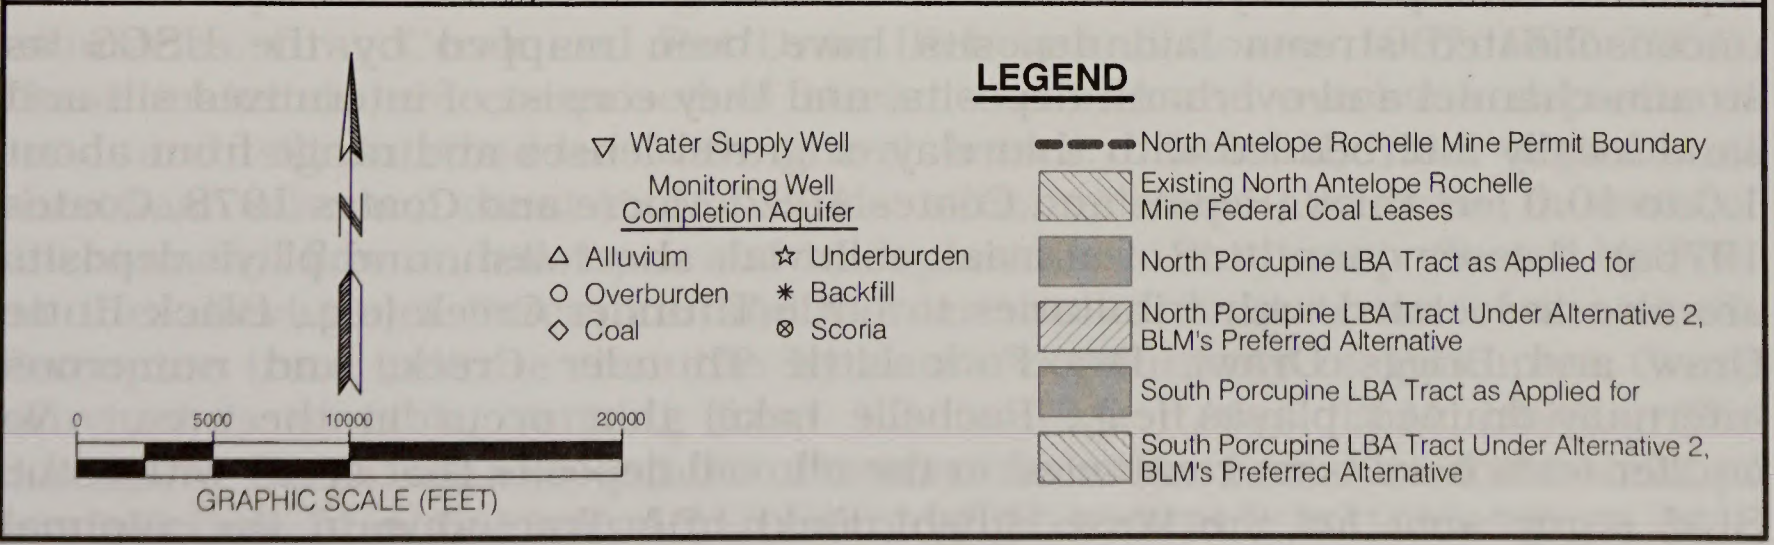 LEGEND
N
Water Supply Well
Monitoring Well
Completion Aquifer
Alluvium
Overburden
Coal
Underburden
Backfill
Scoria
North Antelope Rochelle Mine Permit Boundary
Existing North Antelope Rochelle
Mine Federal Coal Leases
North Porcupine LBA Tract as Applied for
North Porcupine LBA Tract Under Alternative 2,
BLM's Preferred Alternative
South Porcupine LBA Tract as Applied for
South Porcupine LBA Tract Under Alternative 2,
BLM's Preferred Alternative
0 5000 10000 20000
GRAPHIC SCALE (FEET)